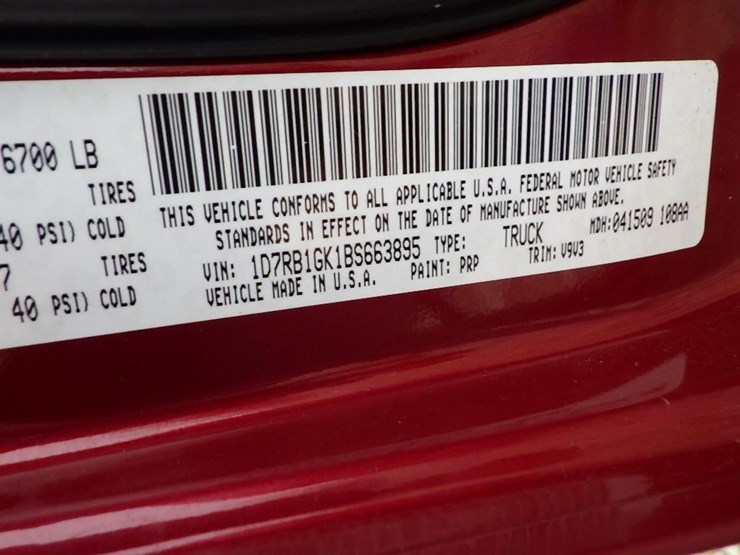 6700 LB
TIRES
40 PSI) COLD
7 TIRES
40 PSI) COLD
THIS VEHICLE CONFORMS TO ALL APPLICABLE U.S.A. FEDERAL MOTOR VEHICLE SAFETY
STANDARDS IN EFFECT ON THE DATE OF MANUFACTURE SHOWN ABOVE.
VIN: 1D7RB1GK1BS663895 TYPE: TRUCK MDH:041509 108AA
VEHICLE MADE IN U.S.A. PAINT: PRP TRIM: V9V3